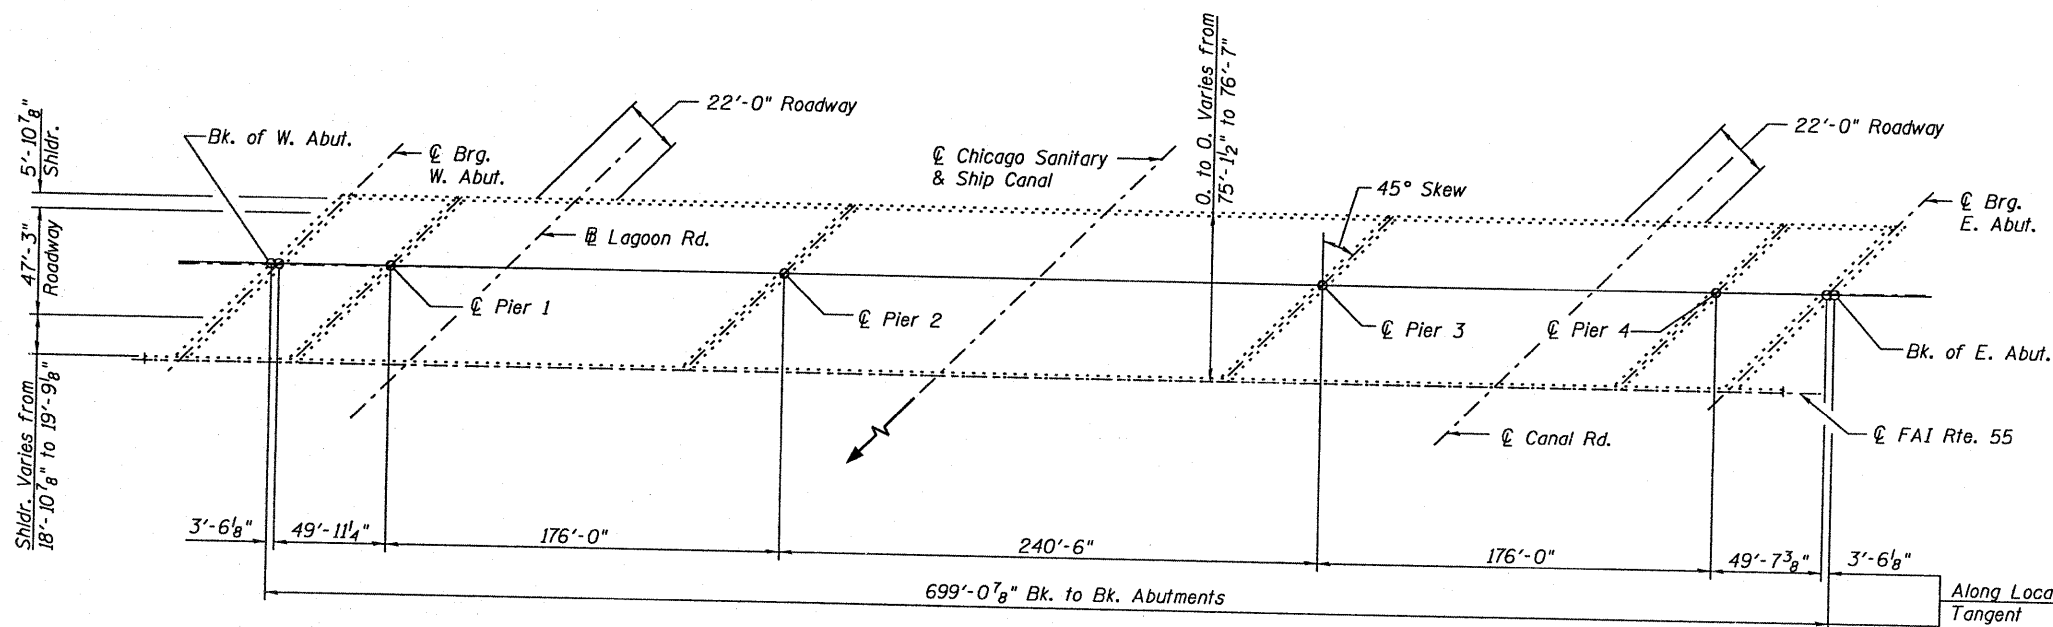 O. to O. Varies from
75'-1½" to 76'-7"
22'-0" Roadway
22'-0" Roadway
5'-10⅞"
Shldr.
Bk. of W. Abut.
℄ Brg.
W. Abut.
℄ Chicago Sanitary
& Ship Canal
45° Skew
℄ Brg.
E. Abut.
47'-3"
Roadway
Lagoon Rd.
℄ Pier 1
℄ Pier 2
℄ Pier 3
℄ Pier 4
Bk. of E. Abut.
Shldr. Varies from
18'-10⅞" to 19'-9⅛"
℄ Canal Rd.
℄ FAI Rte. 55
3'-6⅛"
49'-11¼"
176'-0"
240'-6"
176'-0"
49'-7⅜"
3'-6⅛"
699'-0⅞" Bk. to Bk. Abutments
Along Loca
Tangent